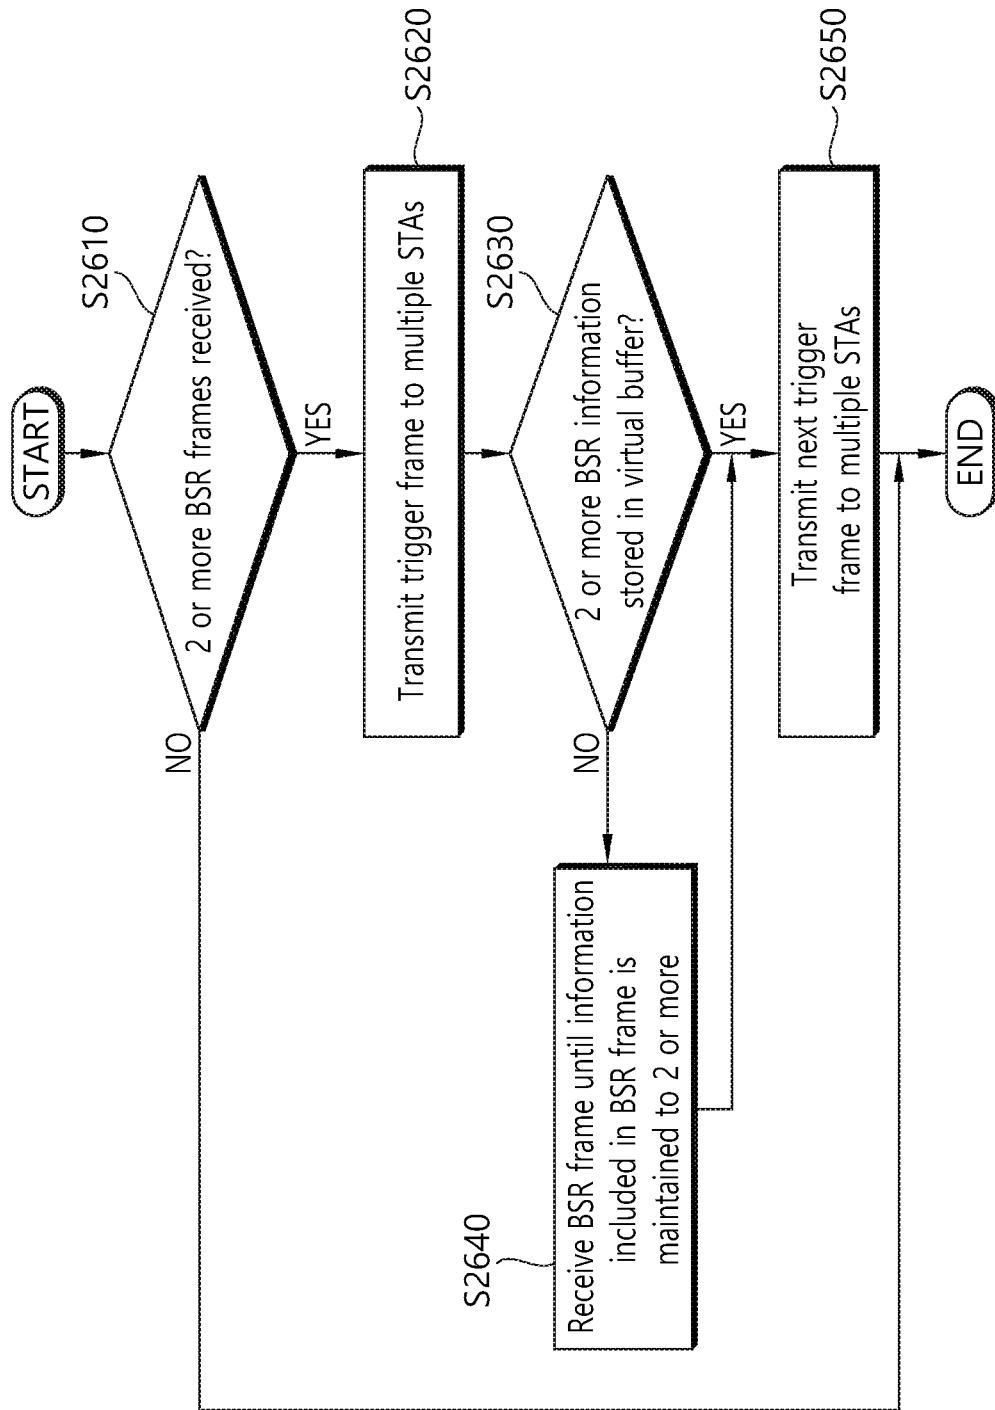 START
S2610
2 or more BSR frames received?
NO
YES
S2620
Transmit trigger frame to multiple STAs
S2630
2 or more BSR information
stored in virtual buffer?
NO
YES
S2640
Receive BSR frame until information
included in BSR frame is
maintained to 2 or more
S2650
Transmit next trigger
frame to multiple STAs
END